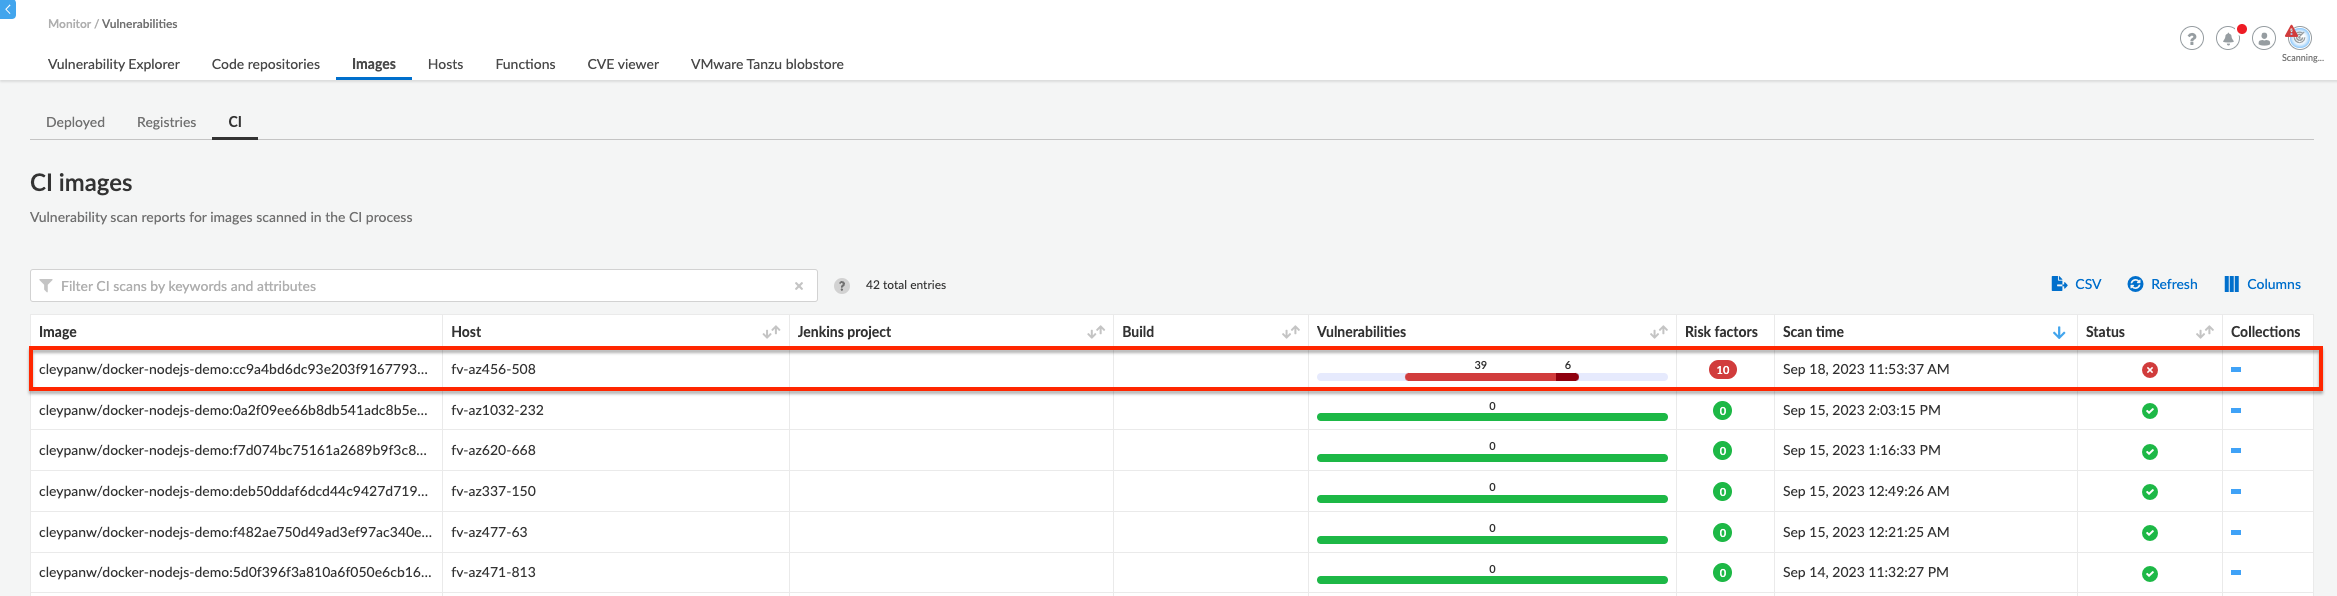 Monitor / Vulnerabilities
Vulnerability Explorer Code repositories Images Hosts Functions CVE viewer VMware Tanzu blobstore
Scanning...
Deployed Registries CI
CI images
Vulnerability scan reports for images scanned in the CI process
Filter CI scans by keywords and attributes 42 total entries CSV Refresh Columns
Image Host Jenkins project Build Vulnerabilities Risk factors Scan time Status Collections
cleypanw/docker-nodejs-demo:cc9a4bd6dc93e203f9167793... fv-az456-508 39 6 10 Sep 18, 2023 11:53:37 AM
cleypanw/docker-nodejs-demo:0a2f09ee66b8db541adc8b5e... fv-az1032-232 0 0 Sep 15, 2023 2:03:15 PM
cleypanw/docker-nodejs-demo:f7d074bc75161a2689b9f3c8... fv-az620-668 0 0 Sep 15, 2023 1:16:33 PM
cleypanw/docker-nodejs-demo:deb50ddaf6dcd44c9427d719... fv-az337-150 0 0 Sep 15, 2023 12:49:26 AM
cleypanw/docker-nodejs-demo:f482ae750d49ad3ef97ac340e... fv-az477-63 0 0 Sep 15, 2023 12:21:25 AM
cleypanw/docker-nodejs-demo:5d0f396f3a810a6f050e6cb16... fv-az471-813 0 0 Sep 14, 2023 11:32:27 PM